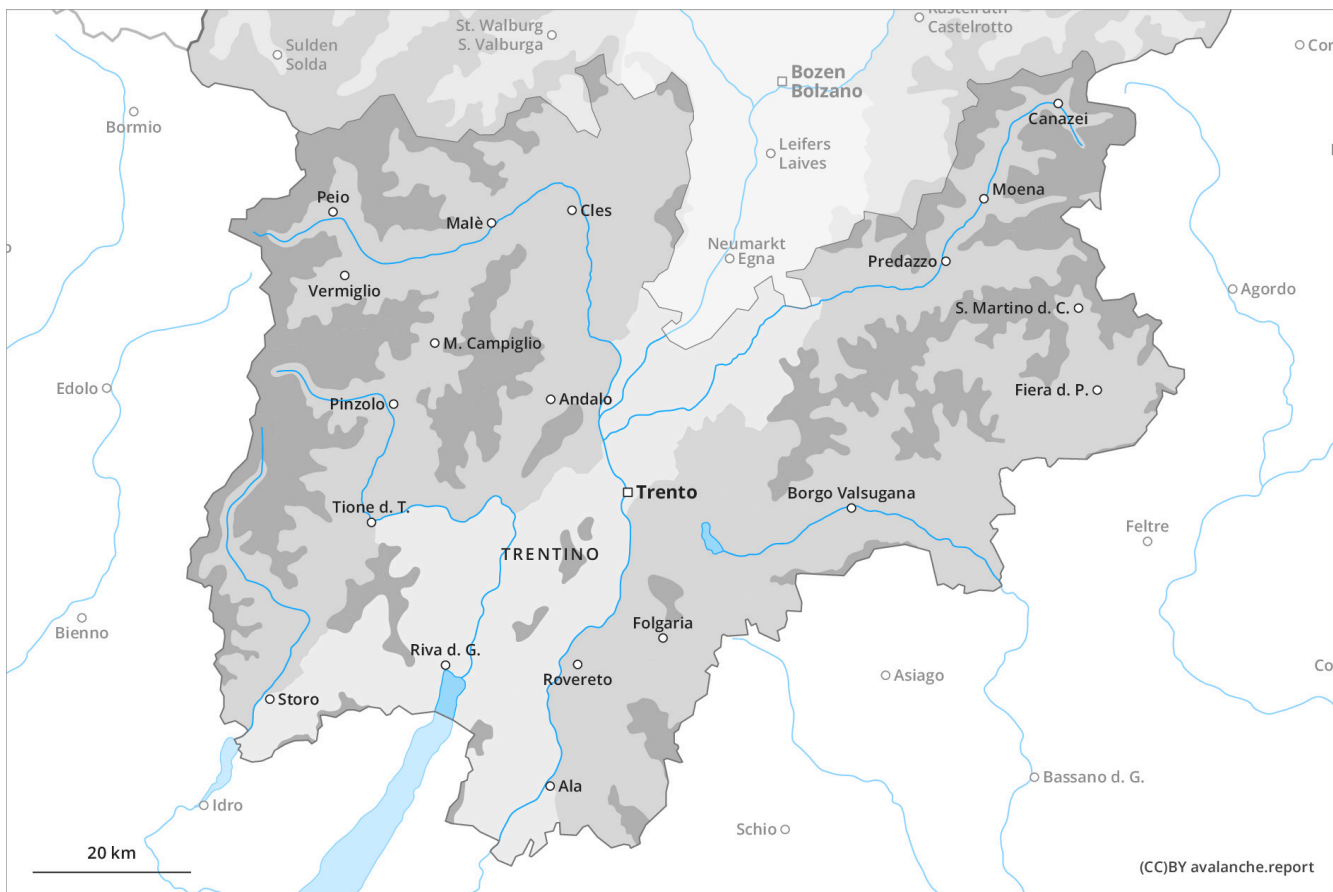 St. Walburg
S. Valburga
Castelrotto
Sulden
Solda
Bozen
Bolzano
Bormio
Canazei
Leifers
Laives
Moena
Peio
Malè
Cles
Neumarkt
Egna
Predazzo
Vermiglio
Agordo
S. Martino d. C.
M. Campiglio
Edolo
Pinzolo
Andalo
Fiera d. P.
Trento
Borgo Valsugana
Tione d. T.
Feltre
TRENTINO
Bienno
Folgaria
Riva d. G.
Rovereto
Asiago
Storo
Bassano d. G.
Ala
Idro
Schio
20 km
(CC)BY avalanche.report